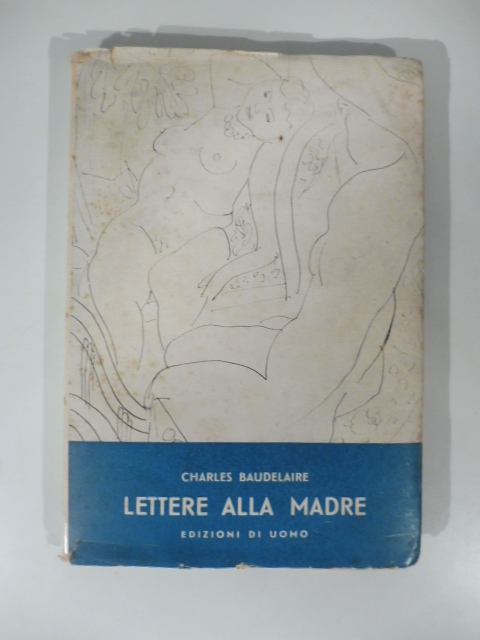 CHARLES BAUDELAIRE
LETTERE ALLA MADRE
EDIZIONI DI UOMO